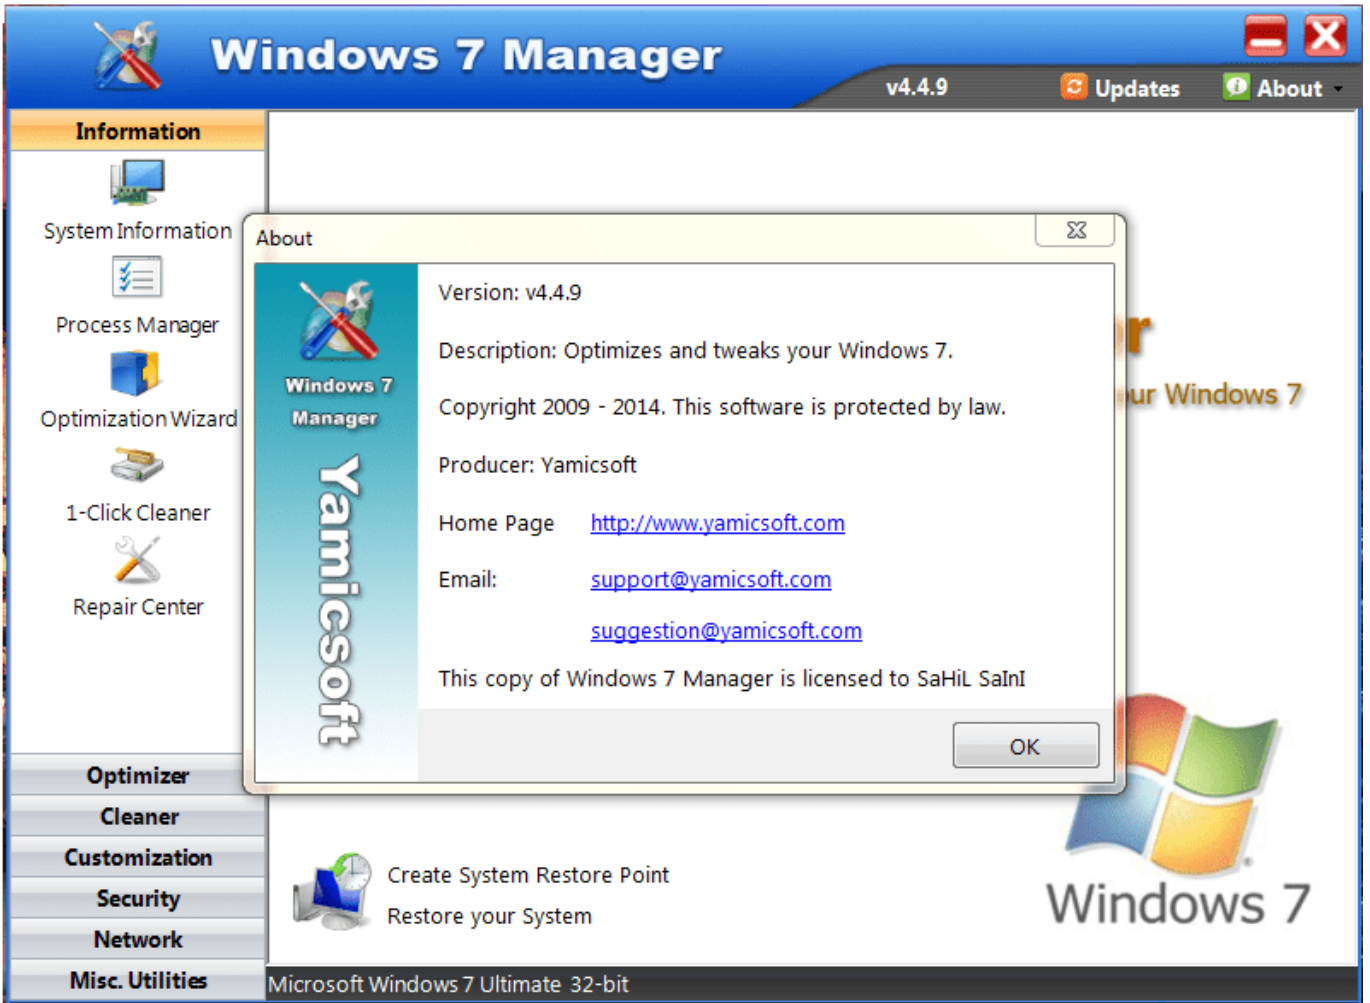 Windows 7 Manager
v4.4.9
Updates
About
Information
System Information
Process Manager
Optimization Wizard
1-Click Cleaner
Repair Center
Optimizer
Cleaner
Customization
Security
Network
Misc. Utilities
About
Windows 7
Manager
Yamicsoft
Version: v4.4.9
Description: Optimizes and tweaks your Windows 7.
Copyright 2009 - 2014. This software is protected by law.
Producer: Yamicsoft
Home Page http://www.yamicsoft.com
Email: support@yamicsoft.com
suggestion@yamicsoft.com
This copy of Windows 7 Manager is licensed to SaHiL SaInI
OK
Windows 7
Create System Restore Point
Restore your System
Windows 7
Microsoft Windows 7 Ultimate 32-bit